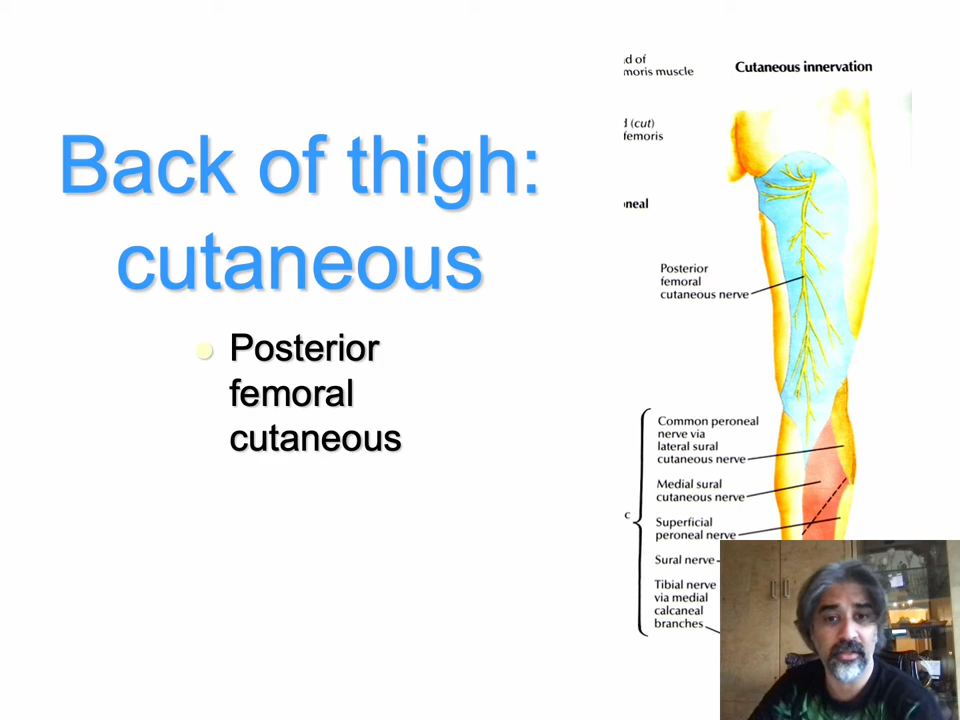 Back of thigh:
cutaneous
Posterior
femoral
cutaneous
d of
moris muscle
Cutaneous innervation
d (cut)
femoris
neal
Posterior
femoral
cutaneous nerve
Common peroneal
nerve via
lateral sural
cutaneous nerve
Medial sural
cutaneous nerve
Superficial
peroneal nerve
c
Sural nerve
Tibial nerve
via medial
calcaneal
branches